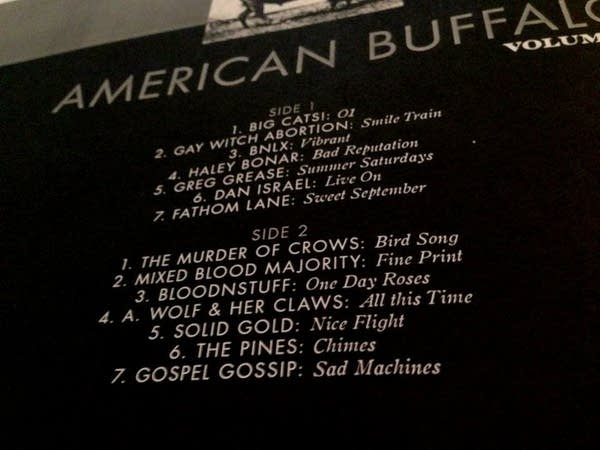 AMERICAN BUFFALO
VOLUM
SIDE 1
1. BIG CATS!: 01
2. GAY WITCH ABORTION: Smile Train
3. BNLX: Vibrant
4. HALEY BONAR: Bad Reputation
5. GREG GREASE: Summer Saturdays
6. DAN ISRAEL: Live On
7. FATHOM LANE: Sweet September
SIDE 2
1. THE MURDER OF CROWS: Bird Song
2. MIXED BLOOD MAJORITY: Fine Print
3. BLOODNSTUFF: One Day Roses
4. A. WOLF & HER CLAWS: All this Time
5. SOLID GOLD: Nice Flight
6. THE PINES: Chimes
7. GOSPEL GOSSIP: Sad Machines